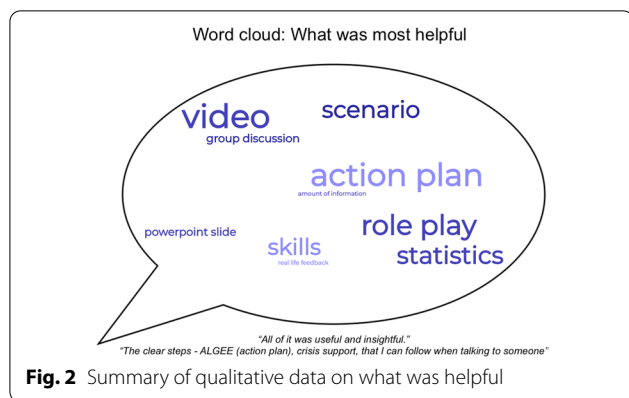 Word cloud: What was most helpful
video
scenario
group discussion
action plan
amount of information
role play
powerpoint slide
skills
statistics
real life feedback
"All of it was useful and insightful."
"The clear steps - ALGEE (action plan), crisis support, that I can follow when talking to someone"
Fig. 2 Summary of qualitative data on what was helpful